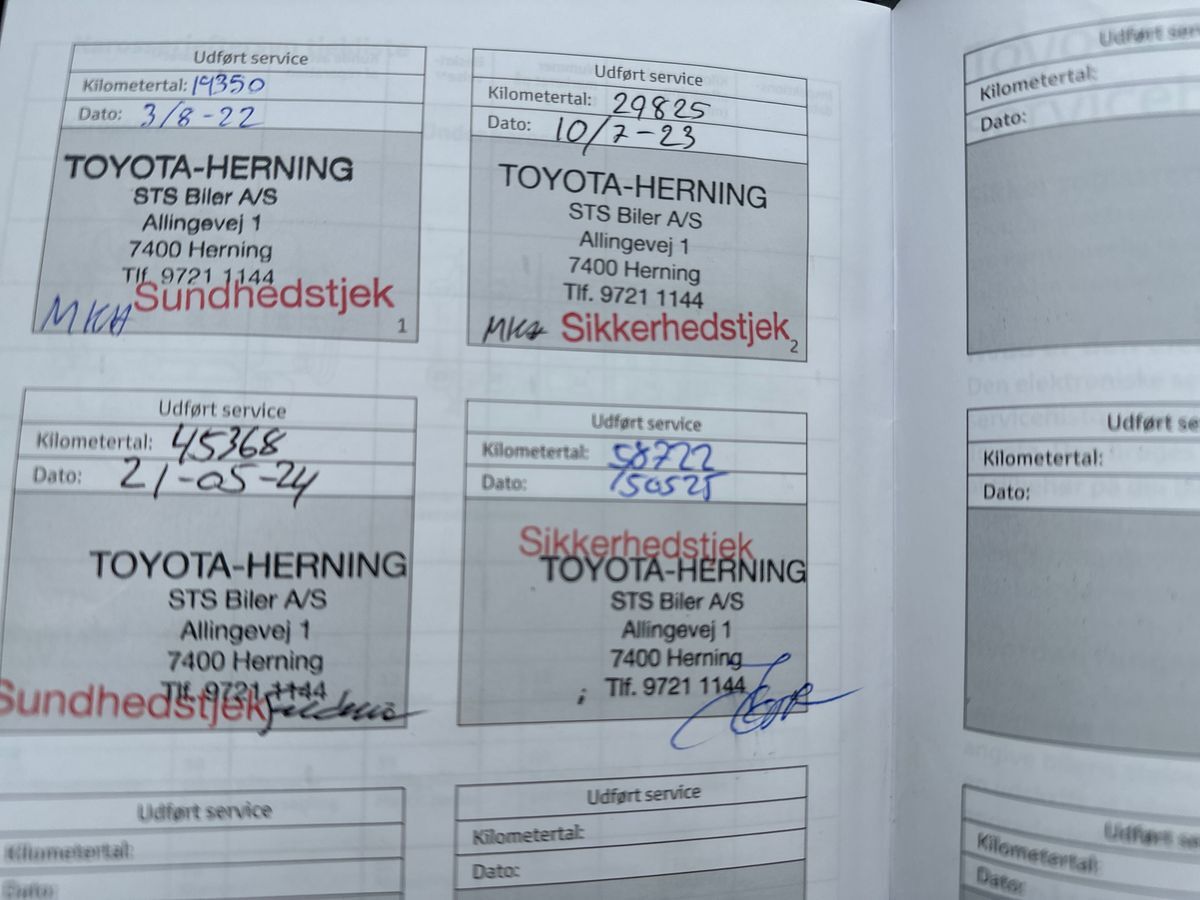 Udført service
Kilometertal: 19350
Dato: 3/8-22
TOYOTA-HERNING
STS Biler A/S
Allingevej 1
7400 Herning
Tlf. 9721 1144
MKH Sundhedstjek
1
Udført service
Kilometertal: 29825
Dato: 10/7-23
TOYOTA-HERNING
STS Biler A/S
Allingevej 1
7400 Herning
Tlf. 9721 1144
Sikkerhedstjek
2
Udført service
Kilometertal: 45368
Dato: 21-05-24
TOYOTA-HERNING
STS Biler A/S
Allingevej 1
7400 Herning
Tlf. 9721 1144
Sundhedstjek
Udført service
Kilometertal: 58722
Dato: 150525
Sikkerhedstjek
TOYOTA-HERNING
STS Biler A/S
Allingevej 1
7400 Herning
Tlf. 9721 1144
Udført service
Kilometertal:
Dato:
Udført service
Kilometertal:
Dato:
Udført ser
Kilometertal:
Dato:
Udført se
Kilometertal:
Dato:
Udført ser
Kilometertal:
Dato: